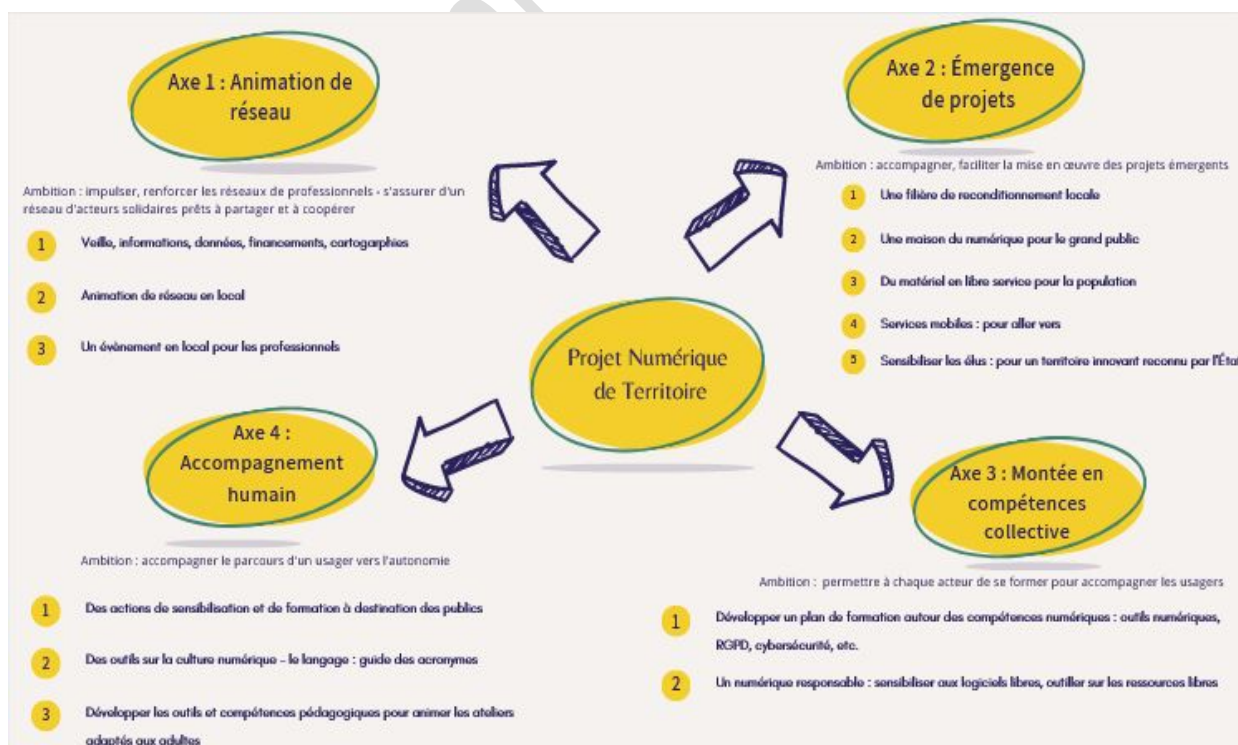 Axe 1 : Animation de
réseau
Ambition : impulser, renforcer les réseaux de professionnels - s'assurer d'un
réseau d'acteurs solidaires prêts à partager et à coopérer
1 Veille, informations, données, financements, cartogarphies
2 Animation de réseau en local
3 Un évènement en local pour les professionnels
Axe 2 : Émergence
de projets
Ambition : accompagner, faciliter la mise en œuvre des projets émergents
1 Une filière de reconditionnement locale
2 Une maison du numérique pour le grand public
3 Du matériel en libre service pour la population
4 Services mobiles : pour aller vers
5 Sensibiliser les élus : pour un territoire innovant reconnu par l'État
Projet Numérique
de Territoire
Axe 4 :
Accompagnement
humain
Ambition : accompagner le parcours d'un usager vers l'autonomie
1 Des actions de sensibilisation et de formation à destination des publics
2 Des outils sur la culture numérique – le langage : guide des acronymes
3 Développer les outils et compétences pédagogiques pour animer les ateliers
adaptés aux adultes
Axe 3 : Montée en
compétences
collective
Ambition : permettre à chaque acteur de se former pour accompagner les usagers
1 Développer un plan de formation autour des compétences numériques : outils numériques,
RGPD, cybersécurité, etc.
2 Un numérique responsable : sensibiliser aux logiciels libres, outiller sur les ressources libres